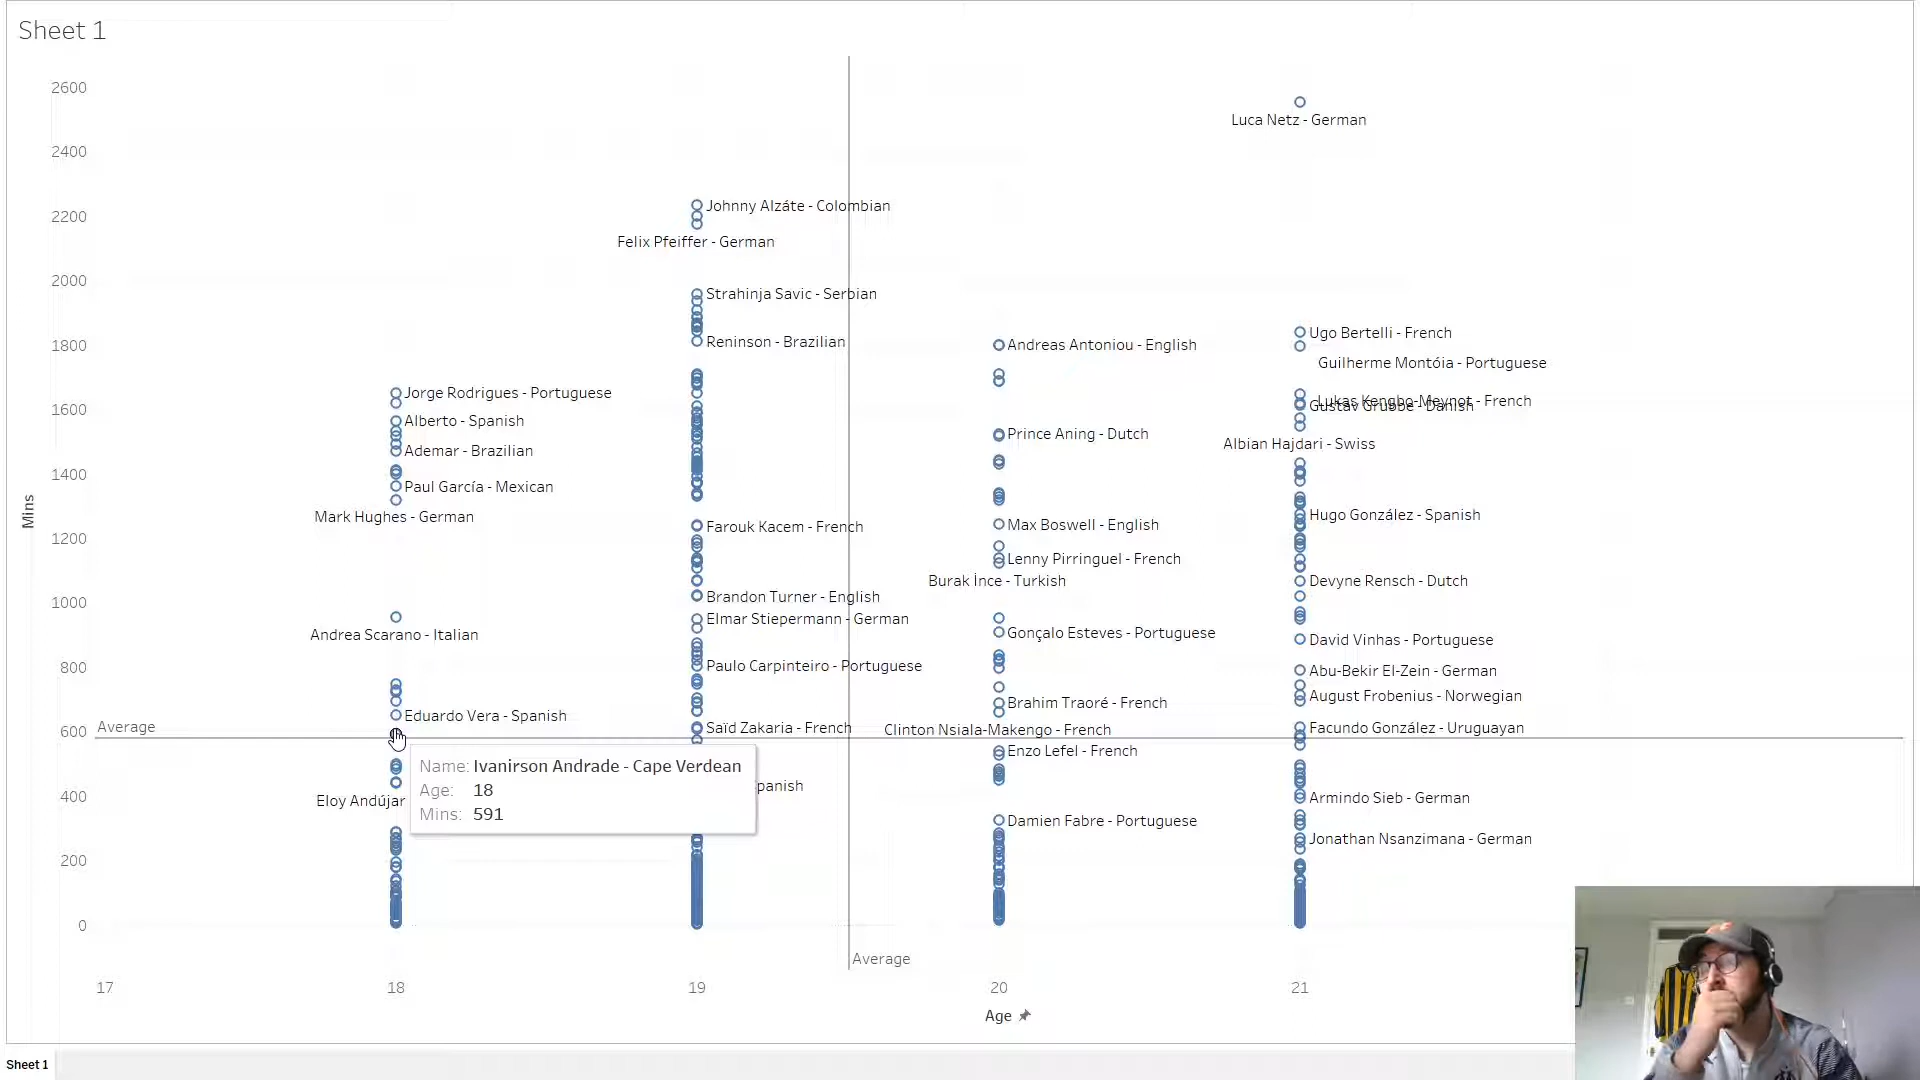 Sheet 1
2600
Luca Netz - German
2400
2200
Johnny Alzáte - Colombian
Felix Pfeiffer - German
2000
Strahinja Savic - Serbian
1800
Reninson - Brazilian
Andreas Antoniou - English
Ugo Bertelli - French
Guilherme Montóia - Portuguese
Jorge Rodrigues - Portuguese
1600
Lukas Kengbo-Meynot - French
Gustav Grubbe - Danish
Alberto - Spanish
Prince Aning - Dutch
Albian Hajdari - Swiss
Ademar - Brazilian
1400
Paul García - Mexican
Mins
Mark Hughes - German
Hugo González - Spanish
Farouk Kacem - French
Max Boswell - English
1200
Lenny Pirringuel - French
Burak İnce - Turkish
Devyne Rensch - Dutch
1000
Brandon Turner - English
Elmar Stiepermann - German
Andrea Scarano - Italian
Gonçalo Esteves - Portuguese
David Vinhas - Portuguese
800
Paulo Carpinteiro - Portuguese
Abu-Bekir El-Zein - German
August Frobenius - Norwegian
Brahim Traoré - French
Eduardo Vera - Spanish
Average
600
Saïd Zakaria - French
Clinton Nsiala-Makengo - French
Facundo González - Uruguayan
Enzo Lefel - French
Name: Ivanirson Andrade - Cape Verdean
Age: 18
Mins: 591
panish
400
Eloy Andújar
Armindo Sieb - German
Damien Fabre - Portuguese
Jonathan Nsanzimana - German
200
0
Average
17
18
19
20
21
Age
Sheet 1